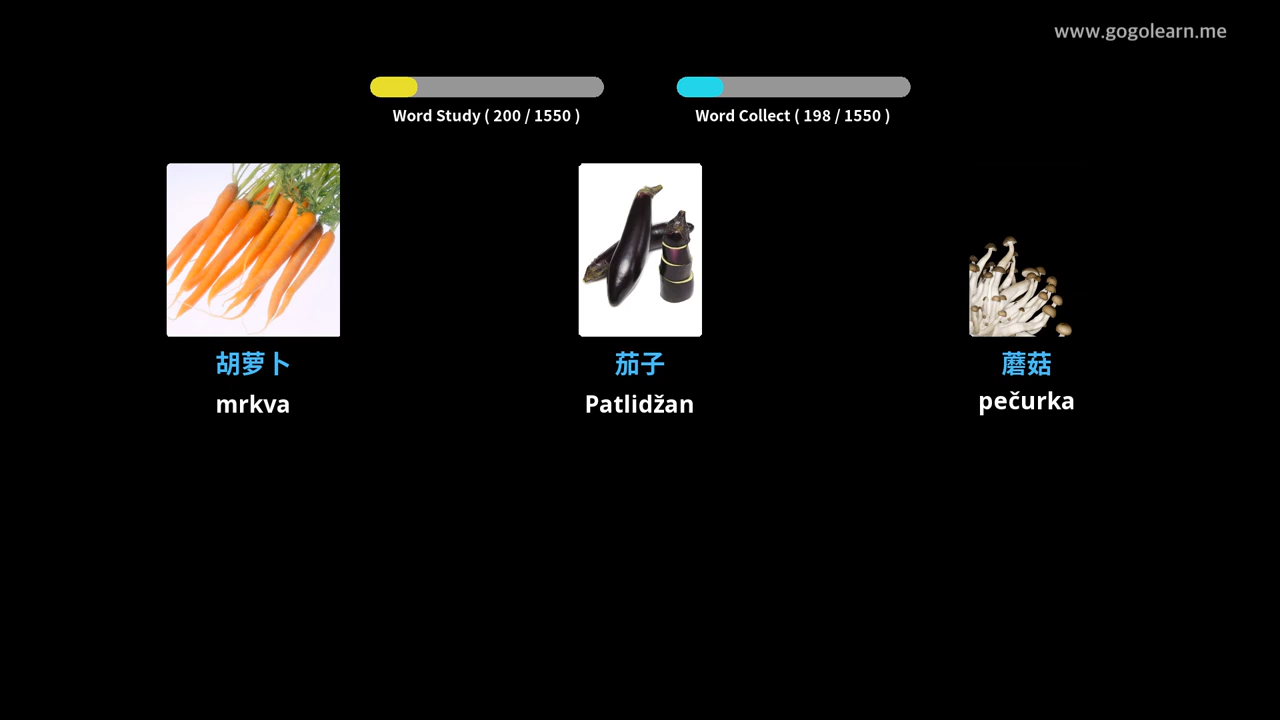 www.gogolearn.me
Word Study ( 200 / 1550 )
Word Collect ( 198 / 1550 )
胡萝卜
mrkva
茄子
Patlidžan
蘑菇
pečurka